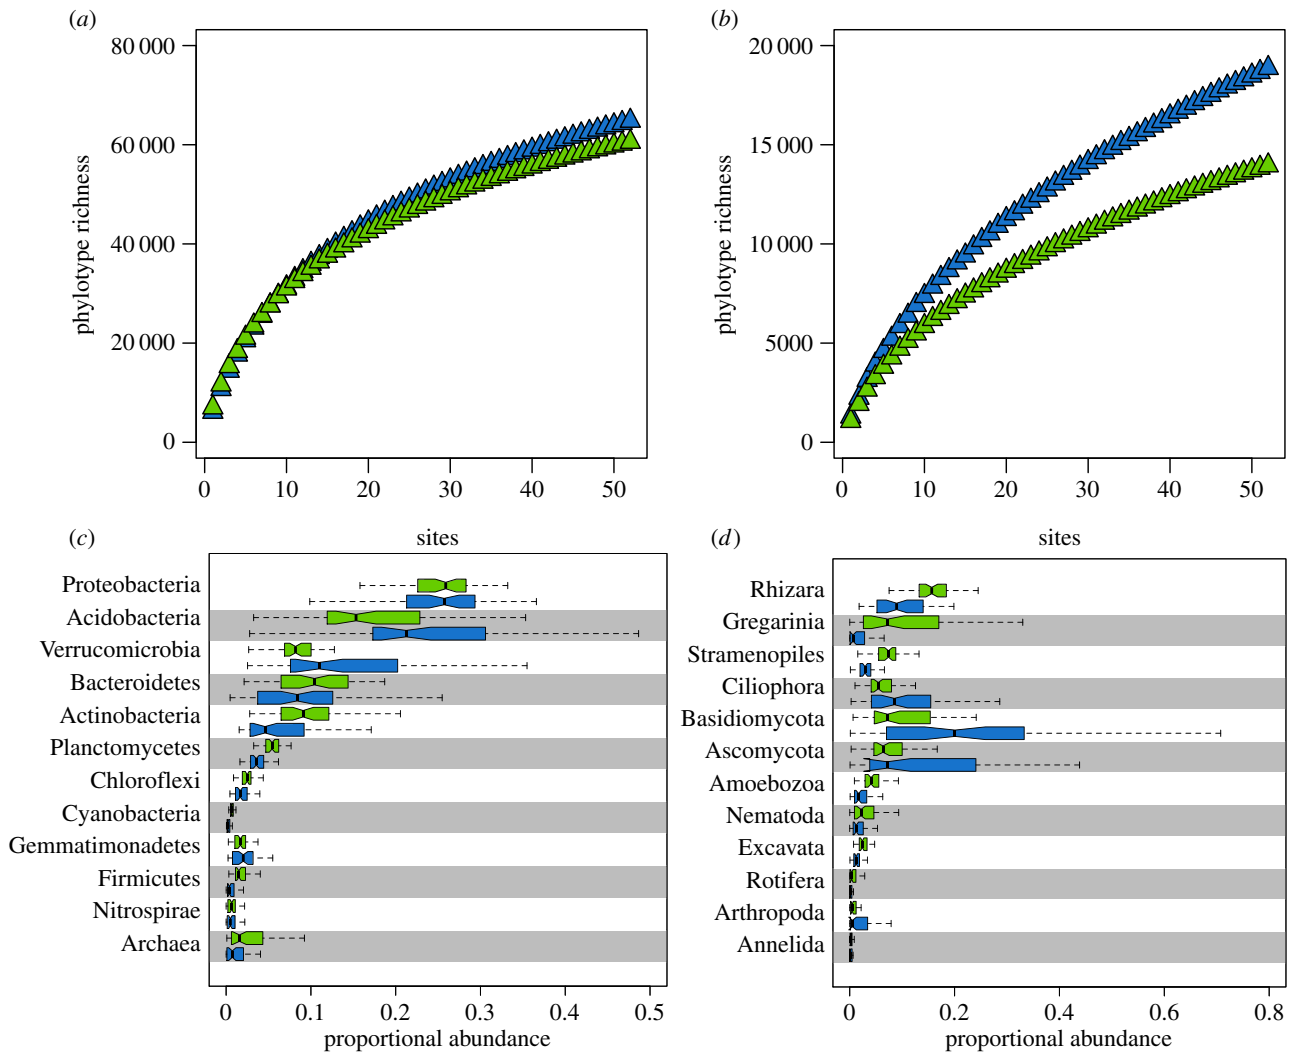 (a)
80 000
60 000
40 000
20 000
0
phylotype richness
0 10 20 30 40 50
sites
(b)
20 000
15 000
10 000
5000
0
phylotype richness
0 10 20 30 40 50
sites
(c)
Proteobacteria
Acidobacteria
Verrucomicrobia
Bacteroidetes
Actinobacteria
Planctomycetes
Chloroflexi
Cyanobacteria
Gemmatimonadetes
Firmicutes
Nitrospirae
Archaea
0 0.1 0.2 0.3 0.4 0.5
proportional abundance
(d)
Rhizara
Gregarinia
Stramenopiles
Ciliophora
Basidiomycota
Ascomycota
Amoebozoa
Nematoda
Excavata
Rotifera
Arthropoda
Annelida
0 0.2 0.4 0.6 0.8
proportional abundance